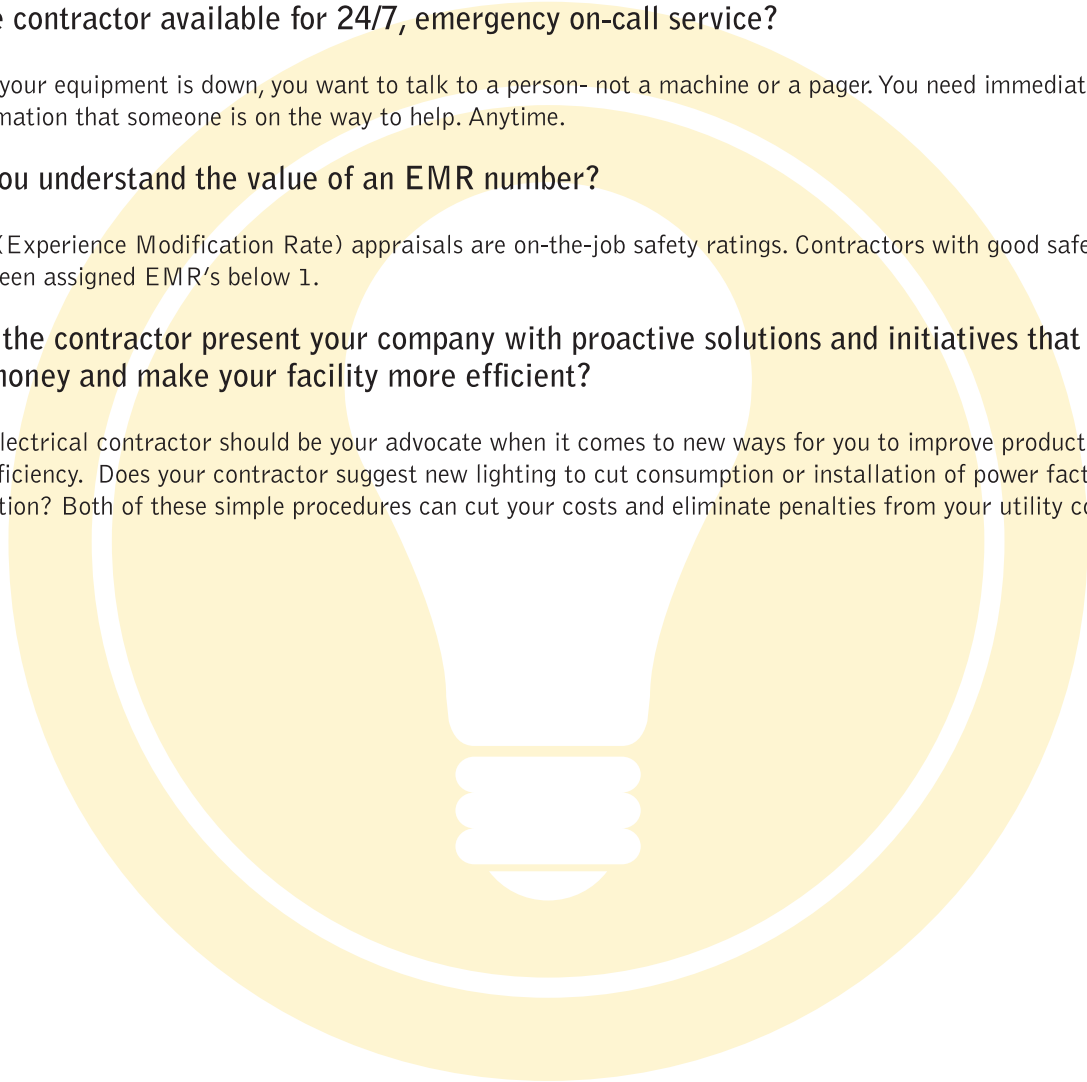 e contractor available for 24/7, emergency on-call service?
your equipment is down, you want to talk to a person- not a machine or a pager. You need immediat
mation that someone is on the way to help. Anytime.
ou understand the value of an EMR number?
(Experience Modification Rate) appraisals are on-the-job safety ratings. Contractors with good safe
een assigned EMR's below 1.
the contractor present your company with proactive solutions and initiatives that
money and make your facility more efficient?
lectrical contractor should be your advocate when it comes to new ways for you to improve product
ficiency. Does your contractor suggest new lighting to cut consumption or installation of power fact
tion? Both of these simple procedures can cut your costs and eliminate penalties from your utility co